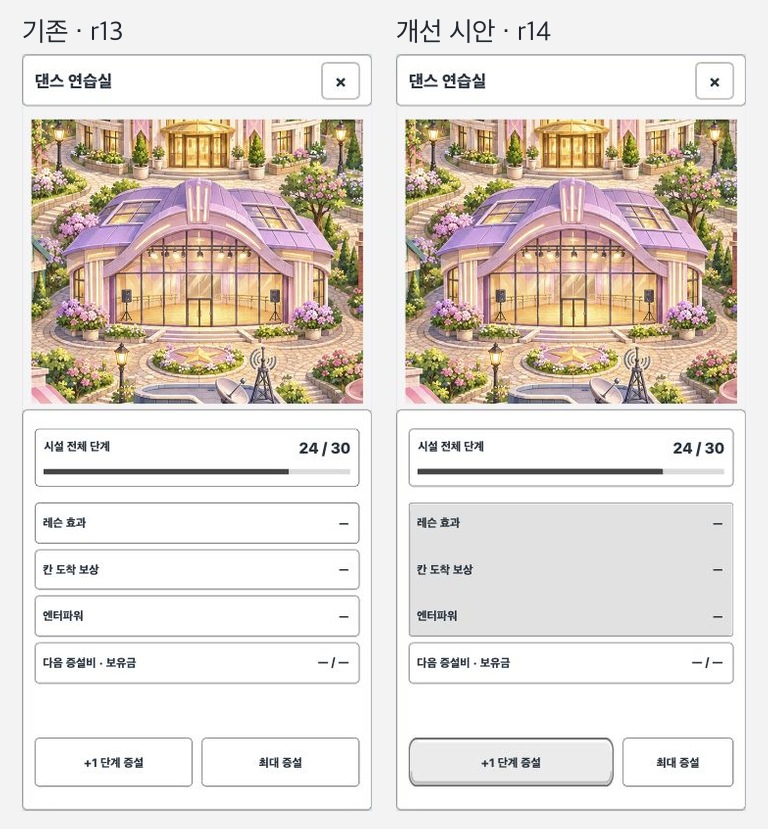 기존 · r13
댄스 연습실
×
시설 전체 단계 24 / 30
레슨 효과 –
칸 도착 보상 –
엔터파워 –
다음 증설비 · 보유금 – / –
+1 단계 증설
최대 증설
개선 시안 · r14
댄스 연습실
×
시설 전체 단계 24 / 30
레슨 효과 –
칸 도착 보상 –
엔터파워 –
다음 증설비 · 보유금 – / –
+1 단계 증설
최대 증설